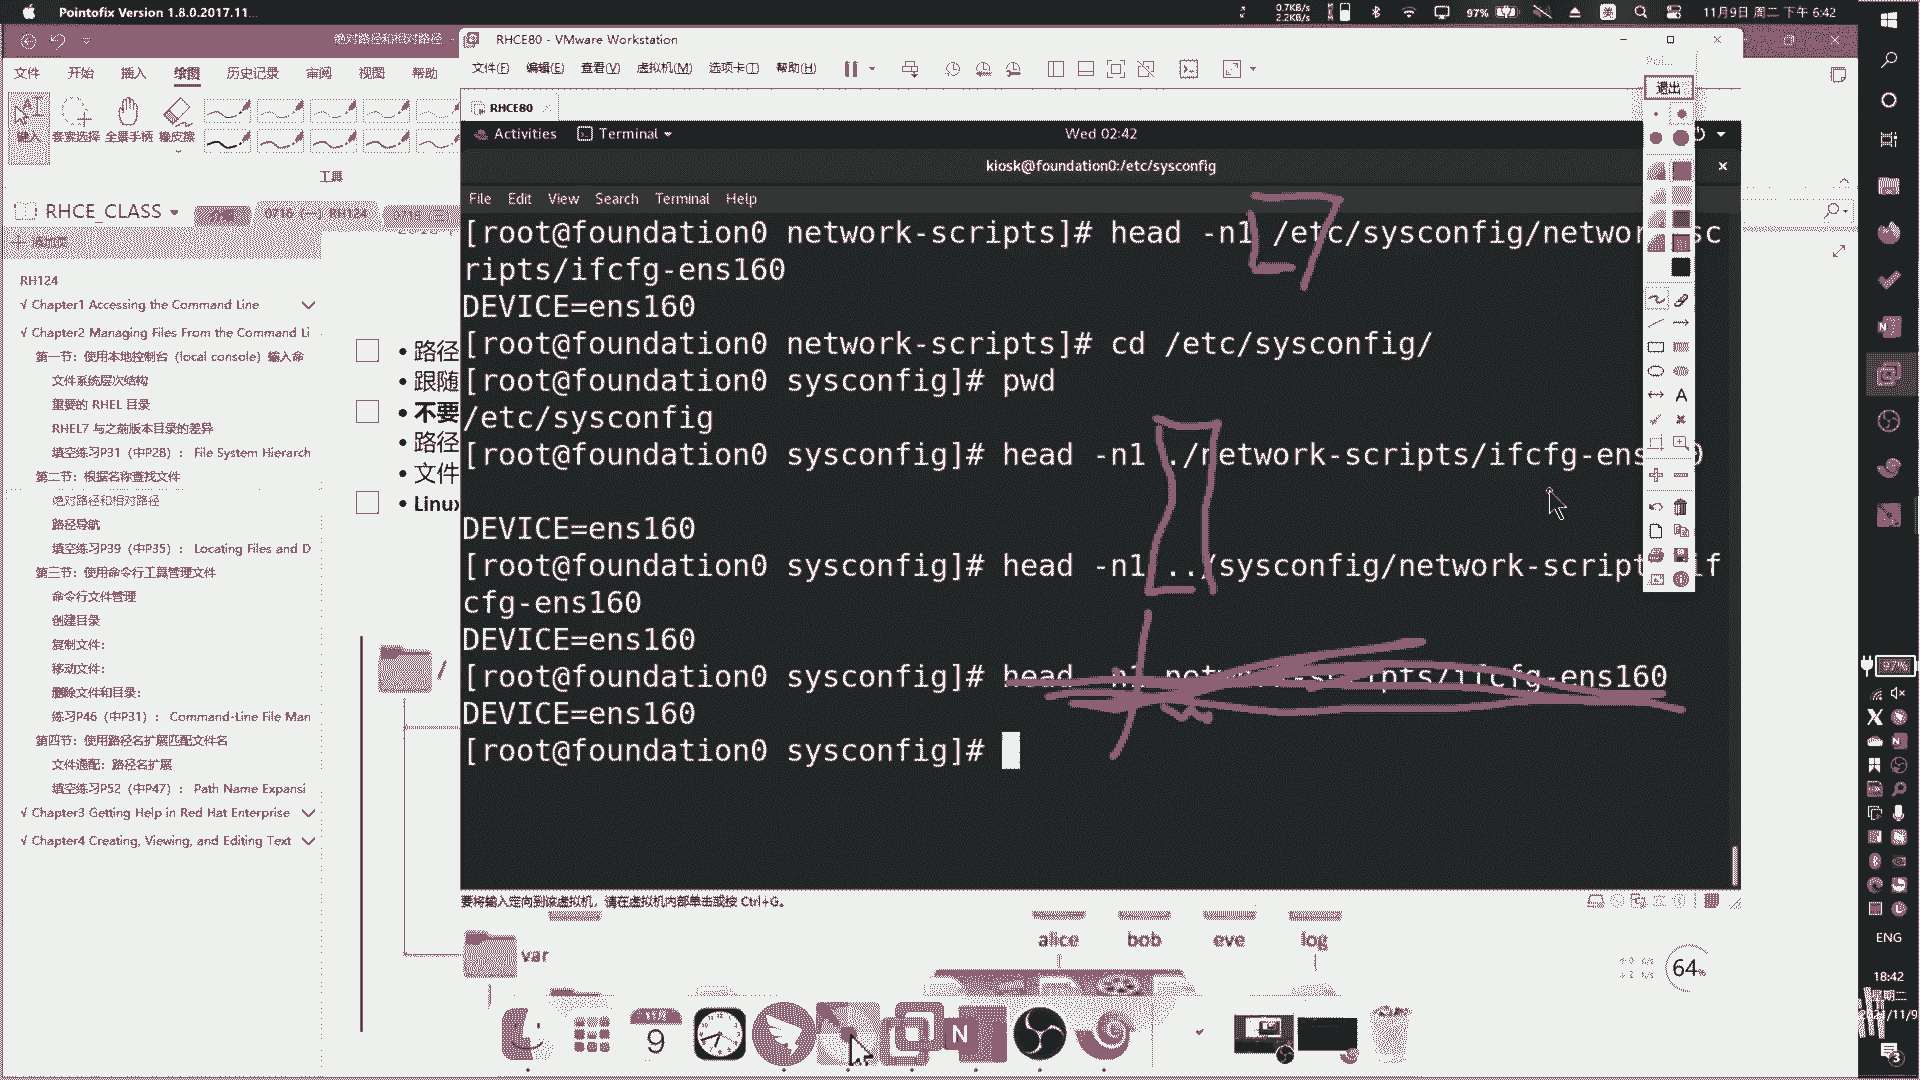 Pointofix Version 1.8.0.2017.11...
0.7KB/s
2.2KB/s
97%
英
11月9日 周二 下午 6:42
绝对路径和相对路径
RHCE80 - VMware Workstation
文件 开始 插入 绘图 历史记录 审阅 视图 帮助
文件(F) 编辑(E) 查看(V) 虚拟机(M) 选项卡(T) 帮助(H)
退出
RHCE80
套索选择 全景手柄 橡皮擦
工具
Activities Terminal Wed 02:42
kiosk@foundation0:/etc/sysconfig
File Edit View Search Terminal Help
RHCE_CLASS
0716 (一) RH124
[root@foundation0 network-scripts]# head -n1 /etc/sysconfig/network-sc
ripts/ifcfg-ens160
DEVICE=ens160
[root@foundation0 network-scripts]# cd /etc/sysconfig/
[root@foundation0 sysconfig]# pwd
/etc/sysconfig
[root@foundation0 sysconfig]# head -n1 ./network-scripts/ifcfg-ens160
DEVICE=ens160
[root@foundation0 sysconfig]# head -n1 ../sysconfig/network-scripts/if
cfg-ens160
DEVICE=ens160
[root@foundation0 sysconfig]# head -n1 network-scripts/ifcfg-ens160
DEVICE=ens160
[root@foundation0 sysconfig]#
RH124
√ Chapter1 Accessing the Command Line
√ Chapter2 Managing Files From the Command Li
第一节：使用本地控制台（local console）输入命
文件系统层次结构
重要的 RHEL 目录
RHEL7 与之前版本目录的差异
填空练习P31（中P28）： File System Hierarch
第二节：根据名称查找文件
绝对路径和相对路径
路径导航
填空练习P39（中P35）： Locating Files and D
第三节：使用命令行工具管理文件
命令行文件管理
创建目录
复制文件:
移动文件:
删除文件和目录:
练习P46（中P31）： Command-Line File Man
第四节：使用路径名扩展匹配文件名
文件通配：路径名扩展
填空练习P52（中P47）： Path Name Expansi
√ Chapter3 Getting Help in Red Hat Enterprise
√ Chapter4 Creating, Viewing, and Editing Text
• 路径
• 跟随
• 不要
• 路径
• 文件
• Linux
/
要将输入定向到该虚拟机，请在虚拟机内部单击或按 Ctrl+G。
var
alice bob eve log
64%
9
97%
ENG
18:42
星期二
2021/11/9
3